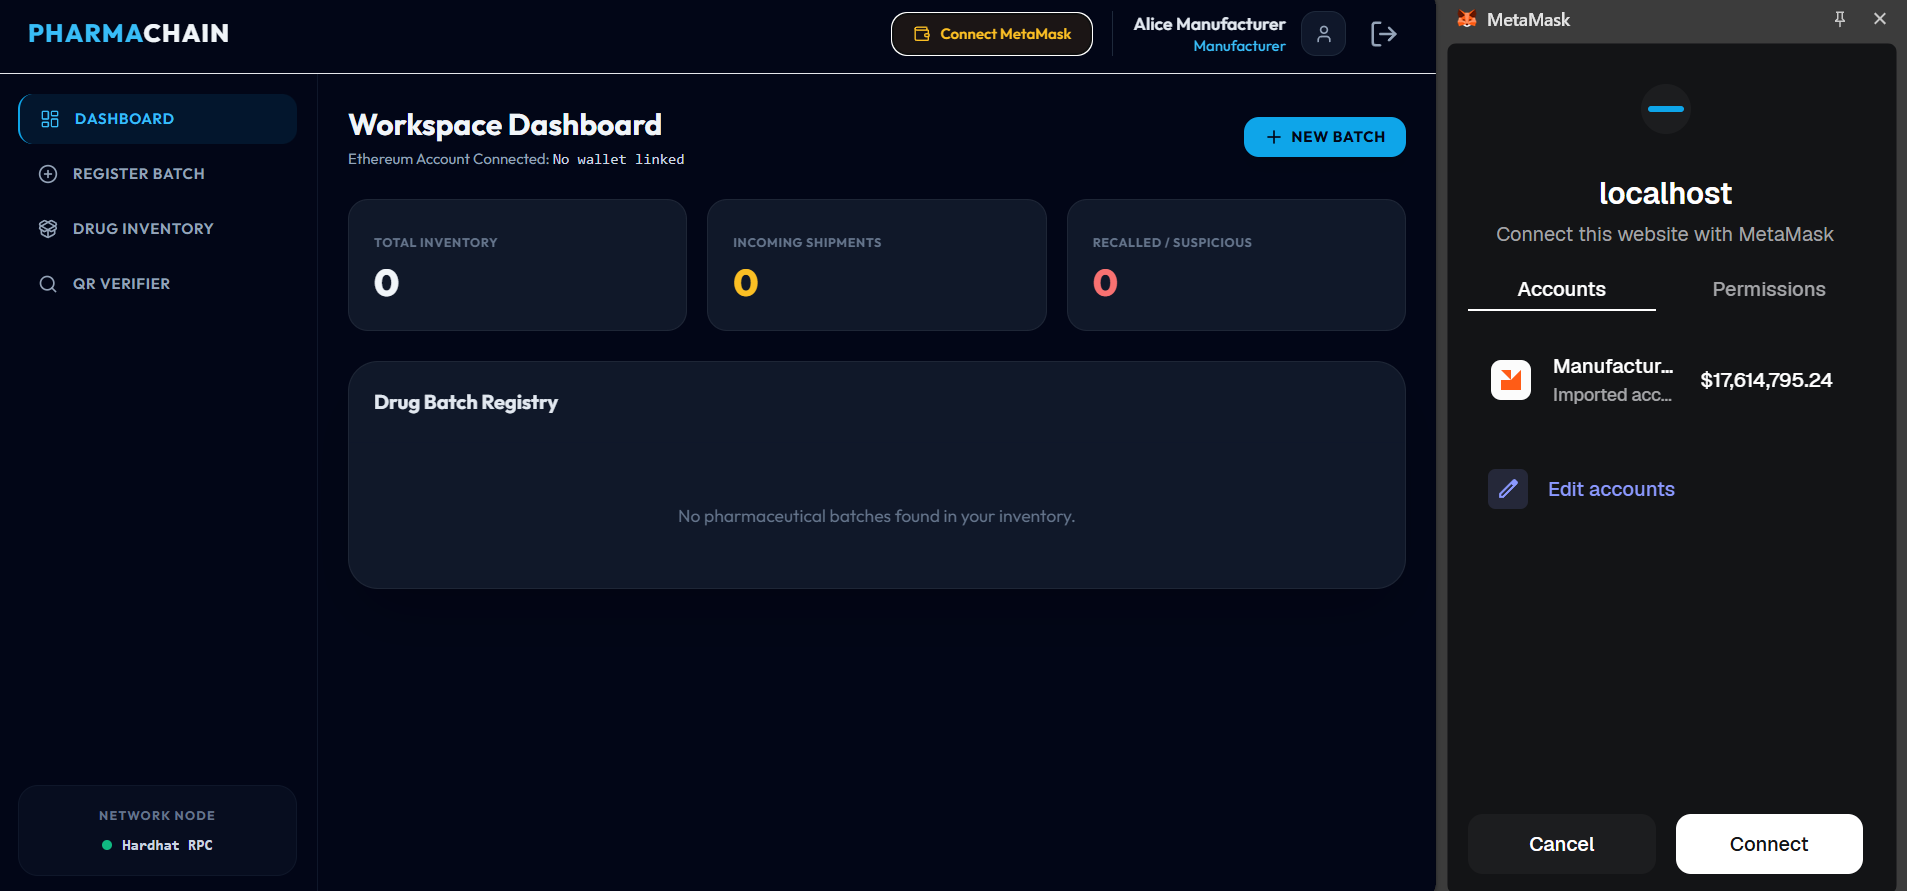 PHARMACHAIN
Connect MetaMask
Alice Manufacturer
Manufacturer
DASHBOARD
REGISTER BATCH
DRUG INVENTORY
QR VERIFIER
NETWORK NODE
Hardhat RPC
Workspace Dashboard
Ethereum Account Connected: No wallet linked
NEW BATCH
TOTAL INVENTORY
0
INCOMING SHIPMENTS
0
RECALLED / SUSPICIOUS
0
Drug Batch Registry
No pharmaceutical batches found in your inventory.
MetaMask
localhost
Connect this website with MetaMask
Accounts
Permissions
Manufactur...
Imported acc...
$17,614,795.24
Edit accounts
Cancel
Connect